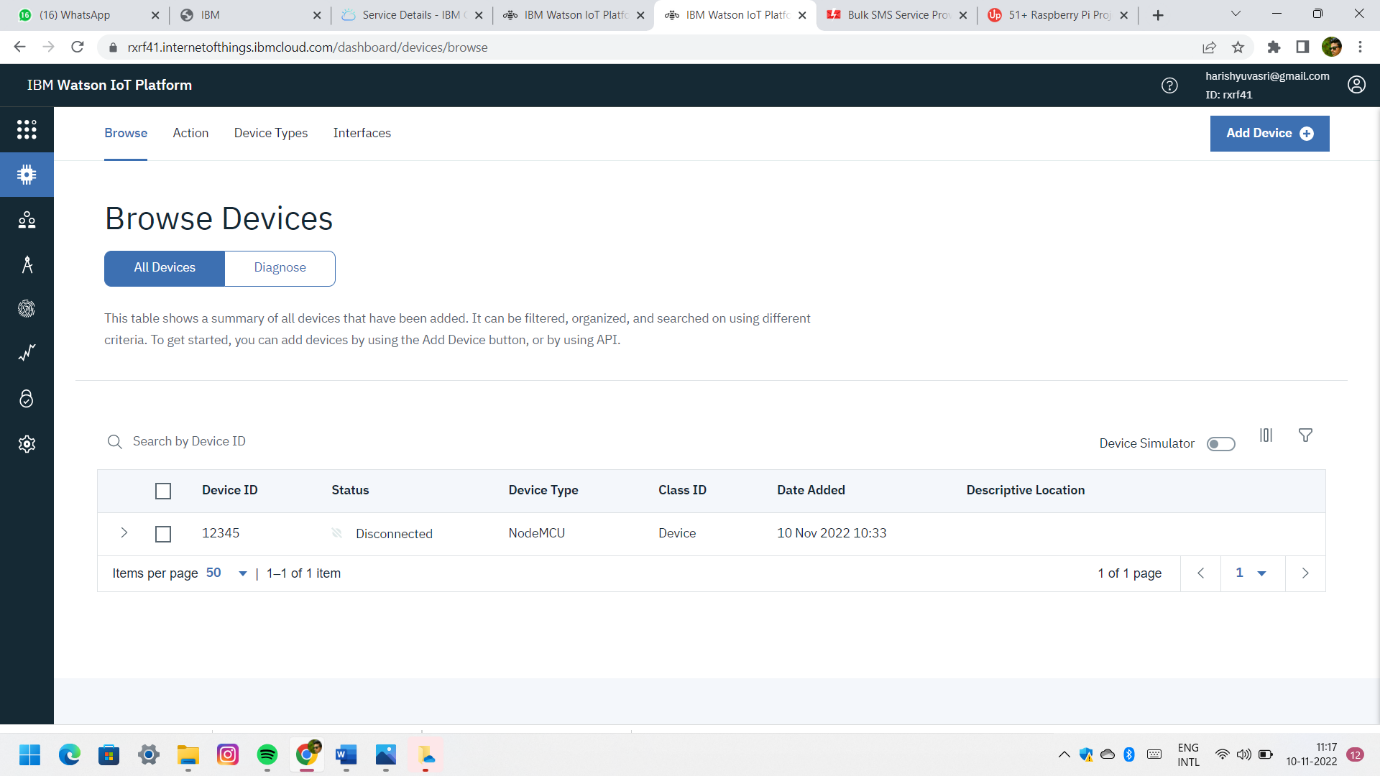 (16) WhatsApp
IBM
Service Details - IBM
IBM Watson IoT Platfo
IBM Watson IoT Platfo
Bulk SMS Service Prov
51+ Raspberry Pi Proj
rxrf41.internetofthings.ibmcloud.com/dashboard/devices/browse
IBM Watson IoT Platform
harishyuvasri@gmail.com
ID: rxrf41
Browse
Action
Device Types
Interfaces
Add Device
Browse Devices
All Devices
Diagnose
This table shows a summary of all devices that have been added. It can be filtered, organized, and searched on using different
criteria. To get started, you can add devices by using the Add Device button, or by using API.
Search by Device ID
Device Simulator
Device ID Status Device Type Class ID Date Added Descriptive Location
12345 Disconnected NodeMCU Device 10 Nov 2022 10:33
Items per page 50 | 1–1 of 1 item
1 of 1 page
1
ENG
INTL
11:17
10-11-2022
12